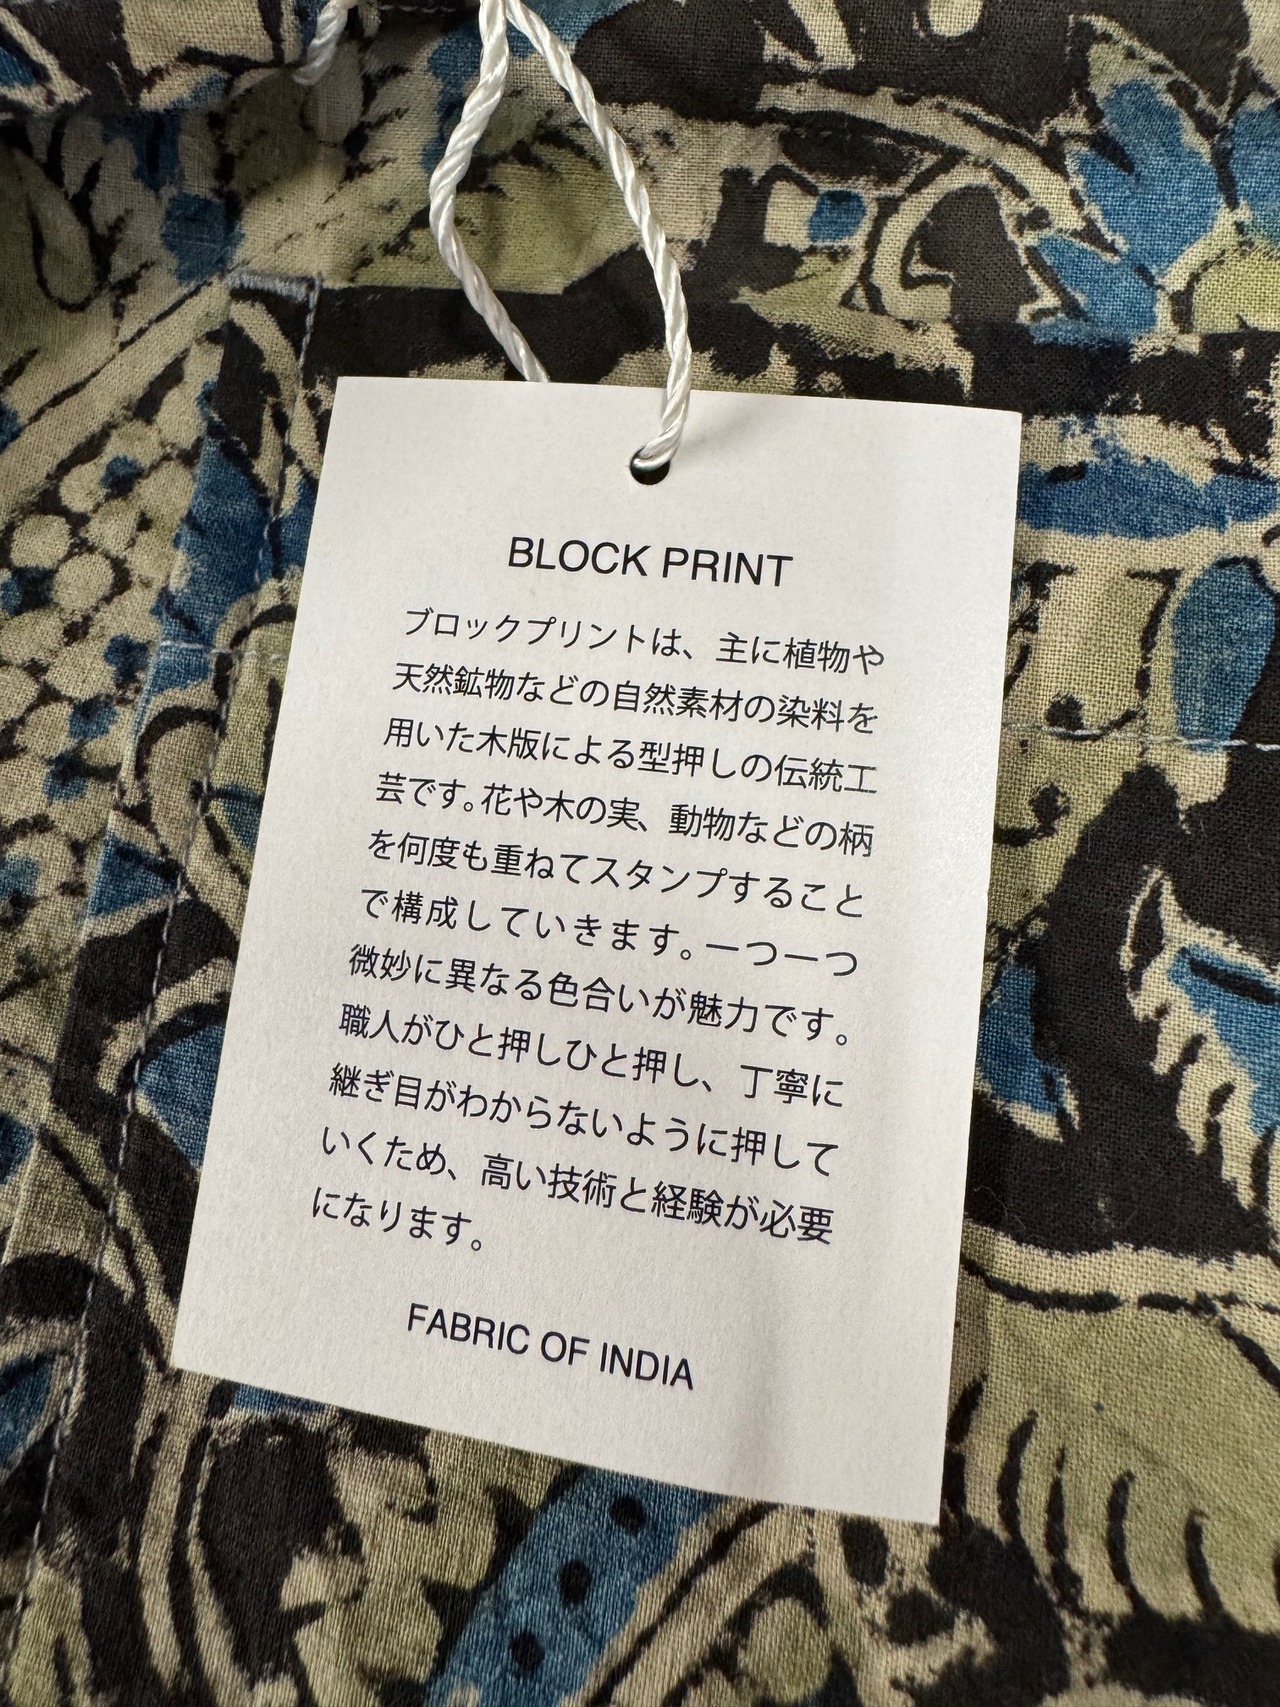 BLOCK PRINT
ブロックプリントは、主に植物や
天然鉱物などの自然素材の染料を
用いた木版による型押しの伝統工
芸です。花や木の実、動物などの柄
を何度も重ねてスタンプすること
で構成していきます。一つ一つ
微妙に異なる色合いが魅力です。
職人がひと押しひと押し、丁寧に
継ぎ目がわからないように押して
いくため、高い技術と経験が必要
になります。
FABRIC OF INDIA